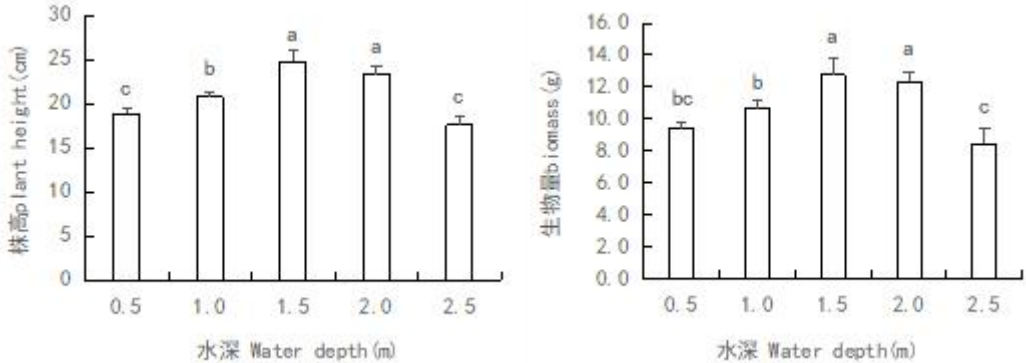 株高plant height(cm)
30
25
20
15
10
5
0
c
b
a
a
c
0.5 1.0 1.5 2.0 2.5
水深 Water depth(m)
生物量biomass(g)
16.0
14.0
12.0
10.0
8.0
6.0
4.0
2.0
0.0
bc
b
a
a
c
0.5 1.0 1.5 2.0 2.5
水深 Water depth(m)